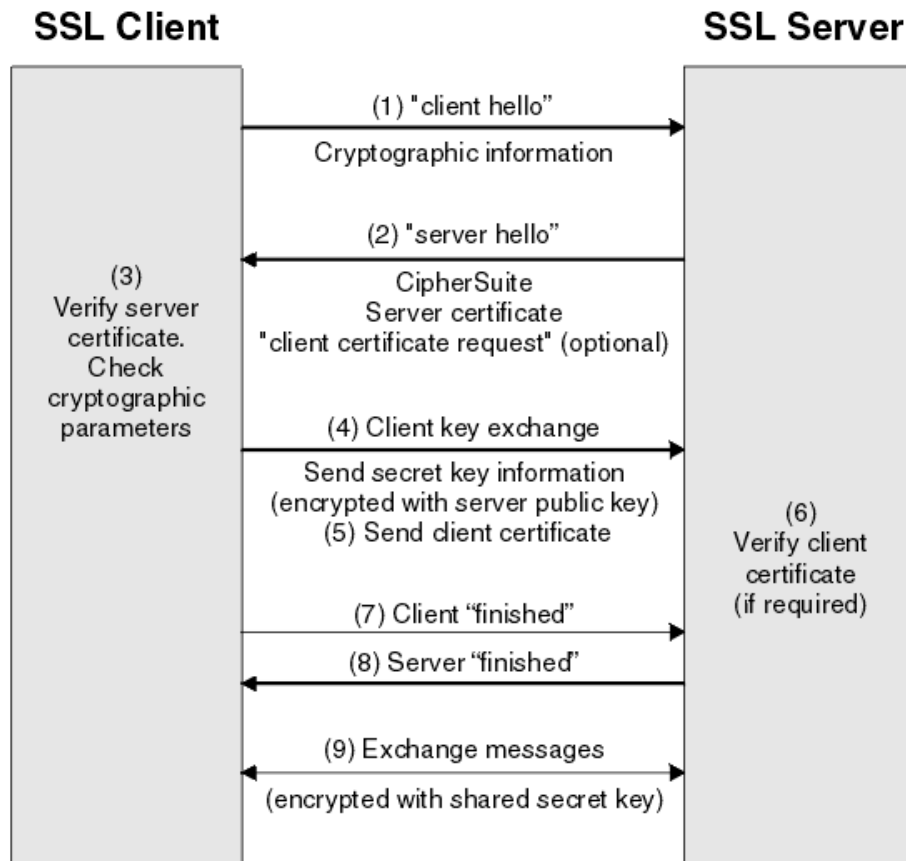 SSL Client
SSL Server
(1) "client hello”
Cryptographic information
(2) "server hello”
CipherSuite
Server certificate
"client certificate request" (optional)
(3)
Verify server
certificate.
Check
cryptographic
parameters
(4) Client key exchange
Send secret key information
(encrypted with server public key)
(5) Send client certificate
(6)
Verify client
certificate
(if required)
(7) Client “finished”
(8) Server “finished”
(9) Exchange messages
(encrypted with shared secret key)